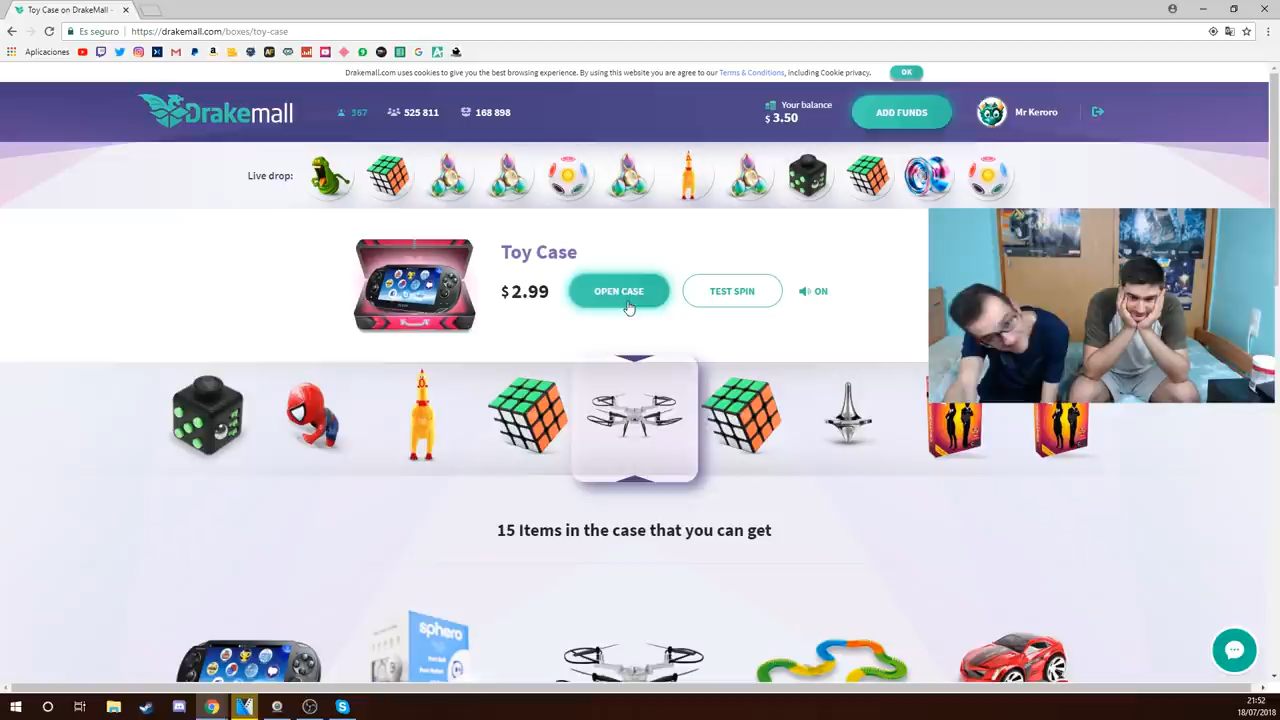 Toy Case on DrakeMall -
Es seguro
https://drakemall.com/boxes/toy-case
Aplicaciones
Drakemall.com uses cookies to give you the best browsing experience. By using this website you are agree to our Terms & Conditions, including Cookie privacy.
OK
Drakemall
367
525 811
168 898
Your balance
$ 3.50
ADD FUNDS
Mr Keroro
Live drop:
Toy Case
$ 2.99
OPEN CASE
TEST SPIN
ON
15 Items in the case that you can get
sphero
21:52
18/07/2018